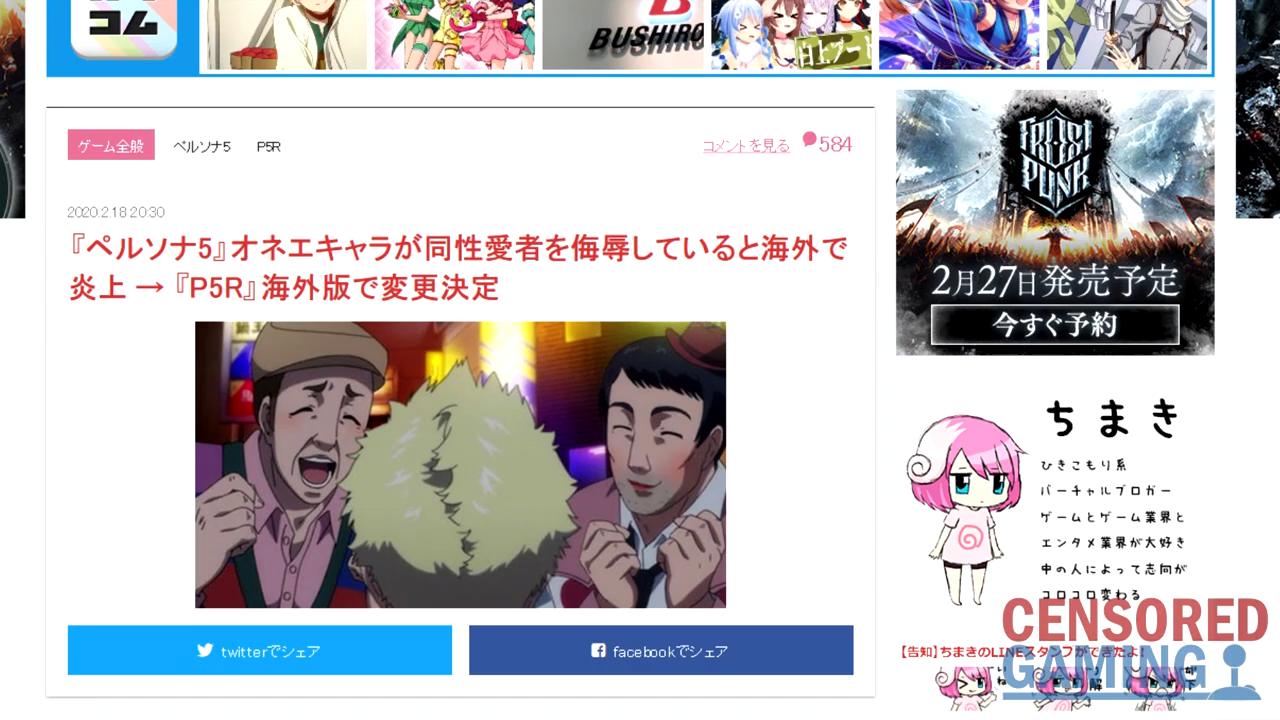 コム
BUSHIRO
白上フ
ゲーム全般 ペルソナ5 P5R
コメントを見る 584
2020.2.18 20:30
『ペルソナ5』オネエキャラが同性愛者を侮辱していると海外で
炎上 → 『P5R』海外版で変更決定
twitterでシェア
facebookでシェア
FROST
PUNK
2月27日発売予定
今すぐ予約
ちまき
ひきこもり系
バーチャルブロガー
ゲームとゲーム業界と
エンタメ業界が大好き
中の人によって志向が
コロコロ変わる
【告知】ちまきのLINEスタンプができたよ!
CENSORED
GAMING